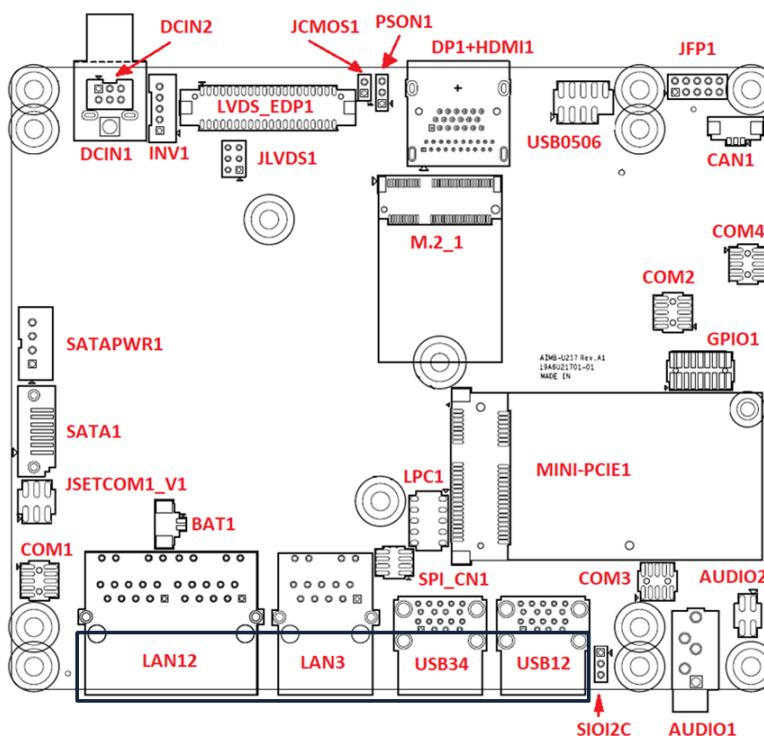 DCIN2
JCMOS1
PSON1
DP1+HDMI1
JFP1
LVDS_EDP1
DCIN1
INV1
JLVDS1
USB0506
CAN1
M.2_1
COM4
COM2
SATAPWR1
AIMB-U217 Rev.A1
19A6U21701-01
MADE IN
GPIO1
SATA1
MINI-PCIE1
LPC1
JSETCOM1_V1
BAT1
COM1
SPI_CN1
COM3
AUDIO2
LAN12
LAN3
USB34
USB12
SIOI2C
AUDIO1